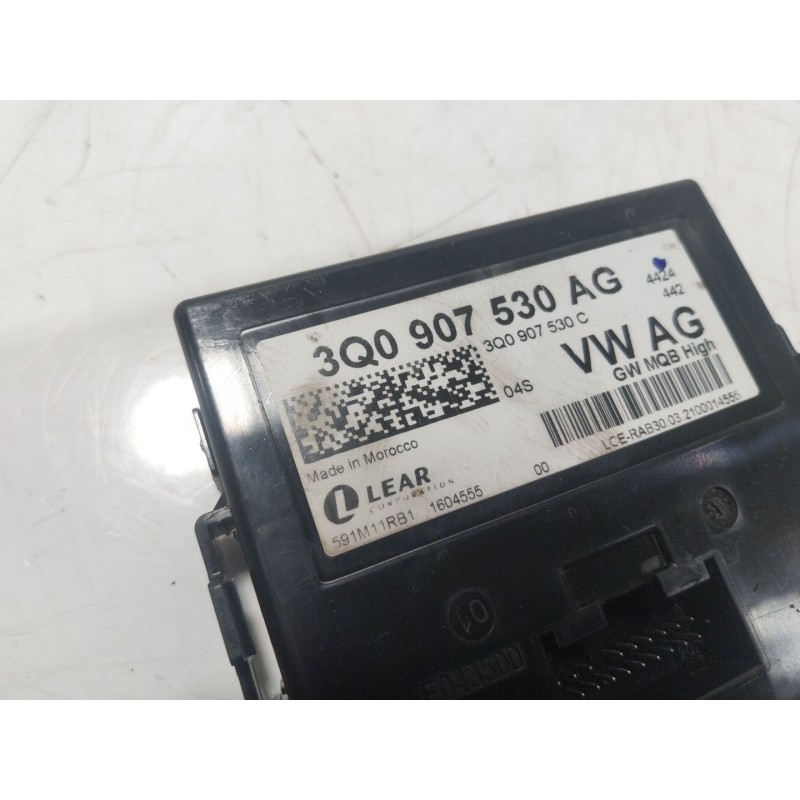 3Q0 907 530 AG
3Q0 907 530 C
4424
442
VW AG
GW MQB High
04S
Made in Morocco
LEAR
CORPORATION
00
LCE-RAB30.03.2100014555
591M11RB1 1604555
01